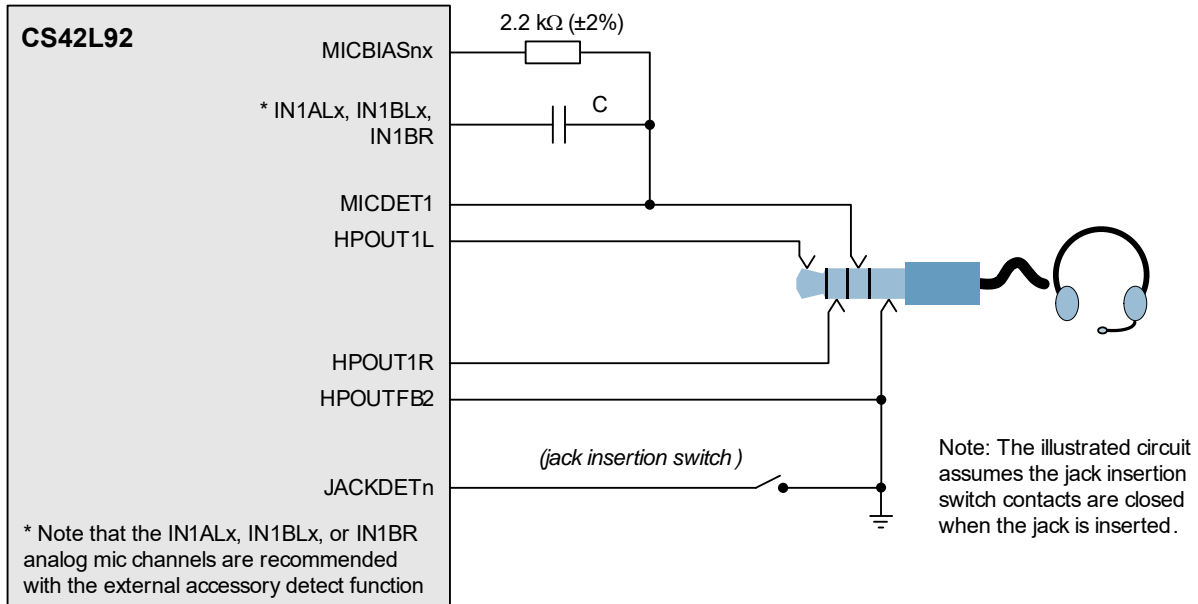 CS42L92
2.2 kΩ (±2%)
MICBIASnx
* IN1ALx, IN1BLx,
IN1BR
C
MICDET1
HPOUT1L
HPOUT1R
HPOUTFB2
(jack insertion switch )
JACKDETn
Note: The illustrated circuit
assumes the jack insertion
switch contacts are closed
when the jack is inserted.
* Note that the IN1ALx, IN1BLx, or IN1BR
analog mic channels are recommended
with the external accessory detect function